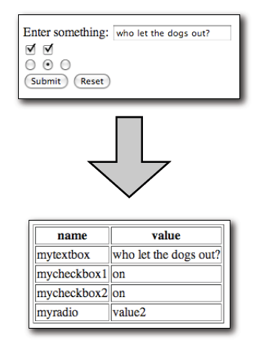 Enter something: who let the dogs out?
Submit Reset
name value
mytextbox who let the dogs out?
mycheckbox1 on
mycheckbox2 on
myradio value2